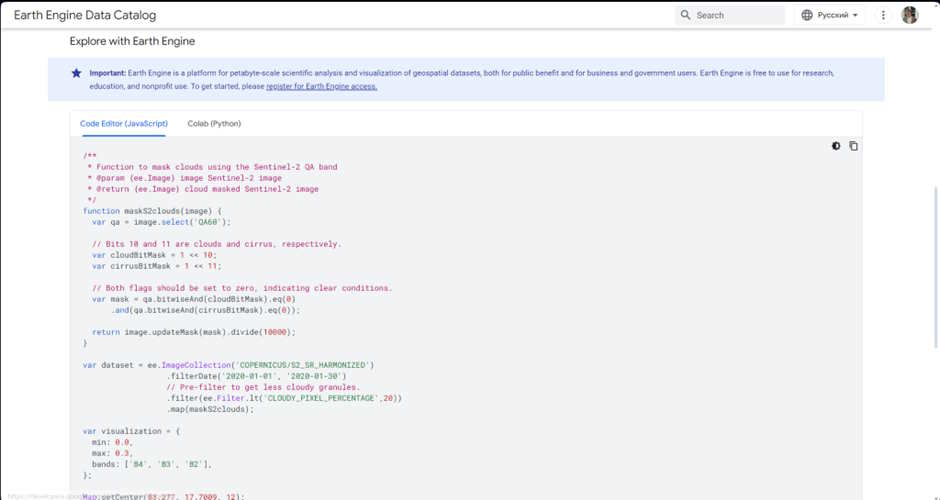 Earth Engine Data Catalog
Search
Русский
Explore with Earth Engine
Important: Earth Engine is a platform for petabyte-scale scientific analysis and visualization of geospatial datasets, both for public benefit and for business and government users. Earth Engine is free to use for research,
education, and nonprofit use. To get started, please register for Earth Engine access.
Code Editor (JavaScript)
Colab (Python)
/**
 * Function to mask clouds using the Sentinel-2 QA band
 * @param {ee.Image} image Sentinel-2 image
 * @return {ee.Image} cloud masked Sentinel-2 image
 */
function maskS2clouds(image) {
  var qa = image.select('QA60');
  // Bits 10 and 11 are clouds and cirrus, respectively.
  var cloudBitMask = 1 << 10;
  var cirrusBitMask = 1 << 11;
  // Both flags should be set to zero, indicating clear conditions.
  var mask = qa.bitwiseAnd(cloudBitMask).eq(0)
      .and(qa.bitwiseAnd(cirrusBitMask).eq(0));
  return image.updateMask(mask).divide(10000);
}
var dataset = ee.ImageCollection('COPERNICUS/S2_SR_HARMONIZED')
                  .filterDate('2020-01-01', '2020-01-30')
                  // Pre-filter to get less cloudy granules.
                  .filter(ee.Filter.lt('CLOUDY_PIXEL_PERCENTAGE',20))
                  .map(maskS2clouds);
var visualization = {
  min: 0.0,
  max: 0.3,
  bands: ['B4', 'B3', 'B2'],
};
Map.setCenter(83.277, 17.7009, 12);